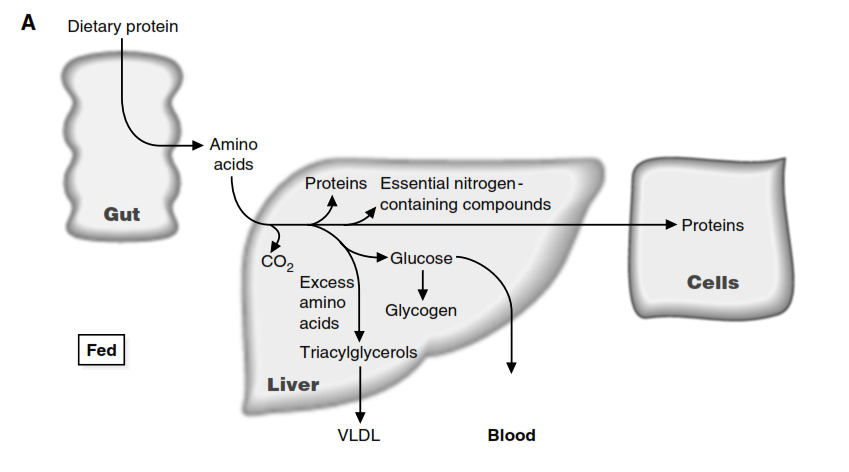 A
Dietary protein
Amino
acids
Gut
Proteins
Essential nitrogen-
containing compounds
Proteins
CO2
Glucose
Cells
Excess
amino
acids
Glycogen
Fed
Triacylglycerols
Liver
VLDL
Blood